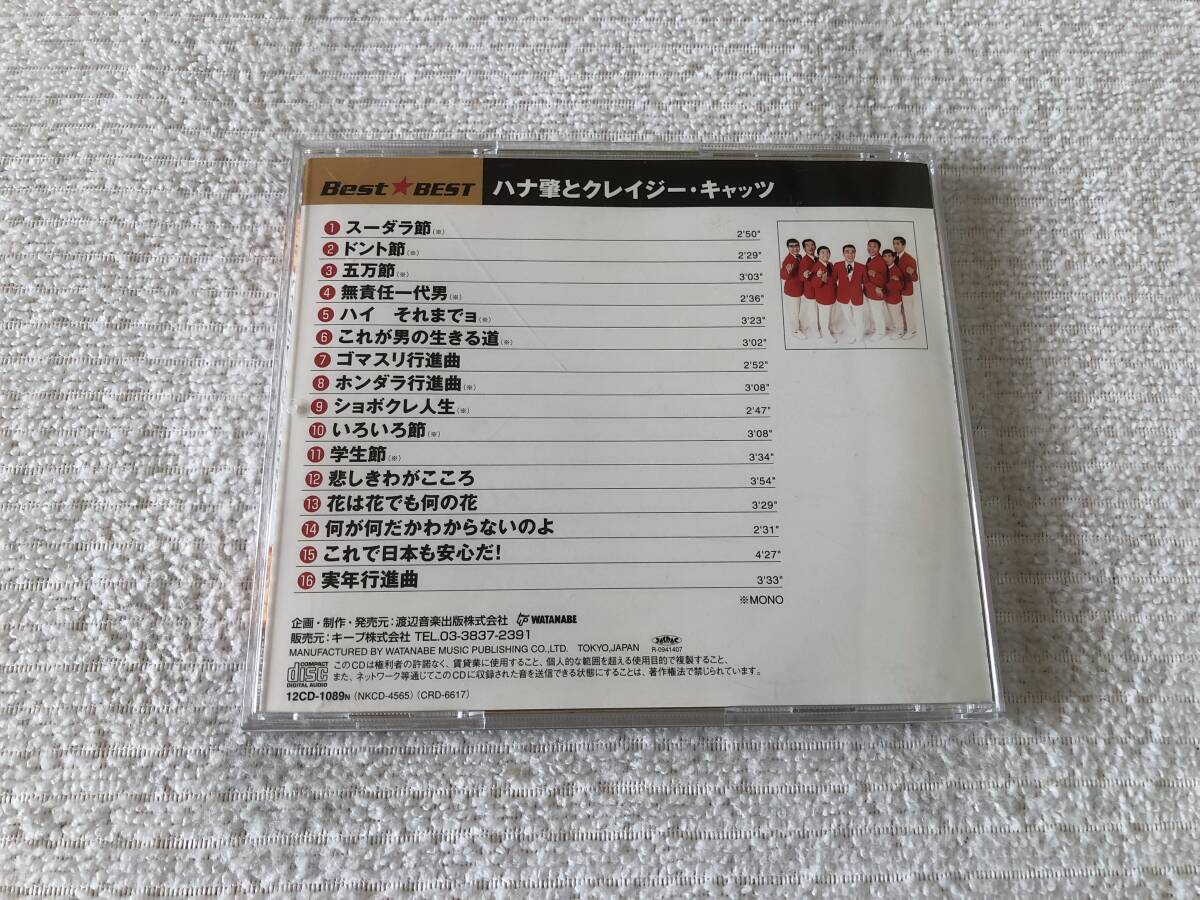 Best★BEST ハナ肇とクレイジー・キャッツ
1 スーダラ節(※) 2'50"
2 ドント節(※) 2'29"
3 五万節(※) 3'03"
4 無責任一代男(※) 2'36"
5 ハイ それまでョ(※) 3'23"
6 これが男の生きる道(※) 3'02"
7 ゴマスリ行進曲 2'52"
8 ホンダラ行進曲(※) 3'08"
9 ショボクレ人生(※) 2'47"
10 いろいろ節(※) 3'08"
11 学生節(※) 3'34"
12 悲しきわがこころ 3'54"
13 花は花でも何の花 3'29"
14 何が何だかわからないのよ 2'31"
15 これで日本も安心だ! 4'27"
16 実年行進曲 3'33"
※MONO
企画・制作・発売元:渡辺音楽出版株式会社 WATANABE
販売元:キープ株式会社 TEL.03-3837-2391
MANUFACTURED BY WATANABE MUSIC PUBLISHING CO.,LTD. TOKYO,JAPAN
JASRAC
R-0941407
COMPACT disc DIGITAL AUDIO
このCDは権利者の許諾なく、賃貸業に使用すること、個人的な範囲を超える使用目的で複製すること、
また、ネットワーク等通じてこのCDに収録された音を送信できる状態にすることは、著作権法で禁じられています。
12CD-1089N (NKCD-4565) (CRD-6617)